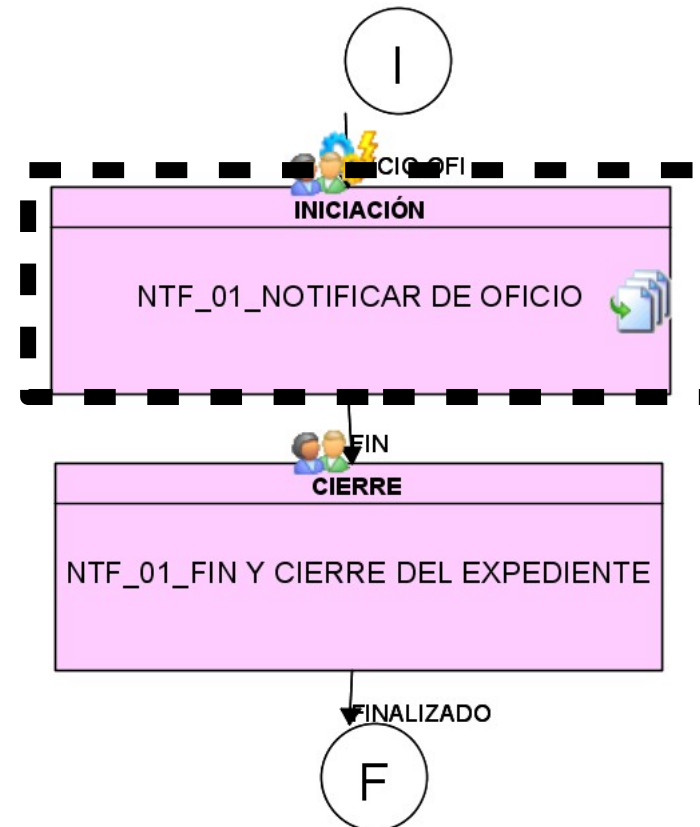 I
INICIACIÓN
NTF_01_NOTIFICAR DE OFICIO
FIN
CIERRE
NTF_01_FIN Y CIERRE DEL EXPEDIENTE
FINALIZADO
F